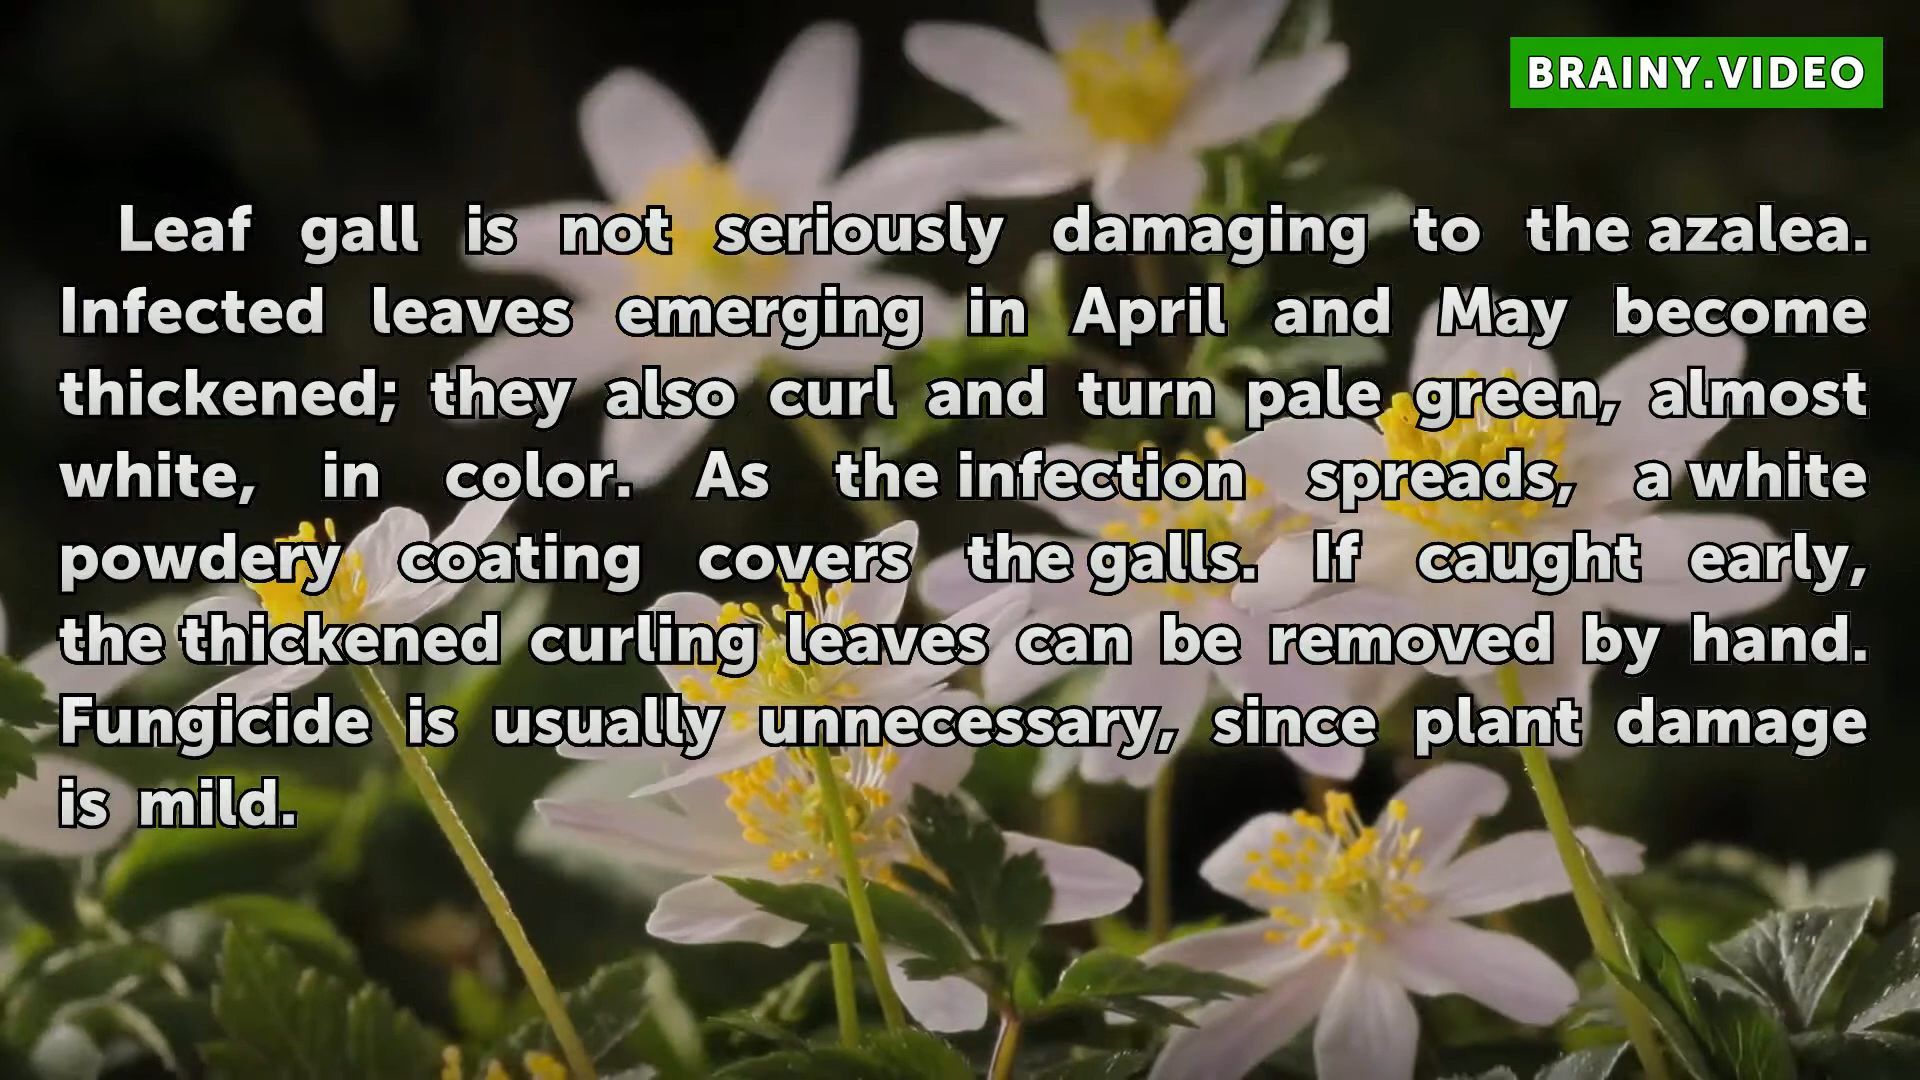 BRAINY.VIDEO
Leaf gall is not seriously damaging to the azalea.
Infected leaves emerging in April and May become
thickened; they also curl and turn pale green, almost
white, in color. As the infection spreads, a white
powdery coating covers the galls. If caught early,
the thickened curling leaves can be removed by hand.
Fungicide is usually unnecessary, since plant damage
is mild.